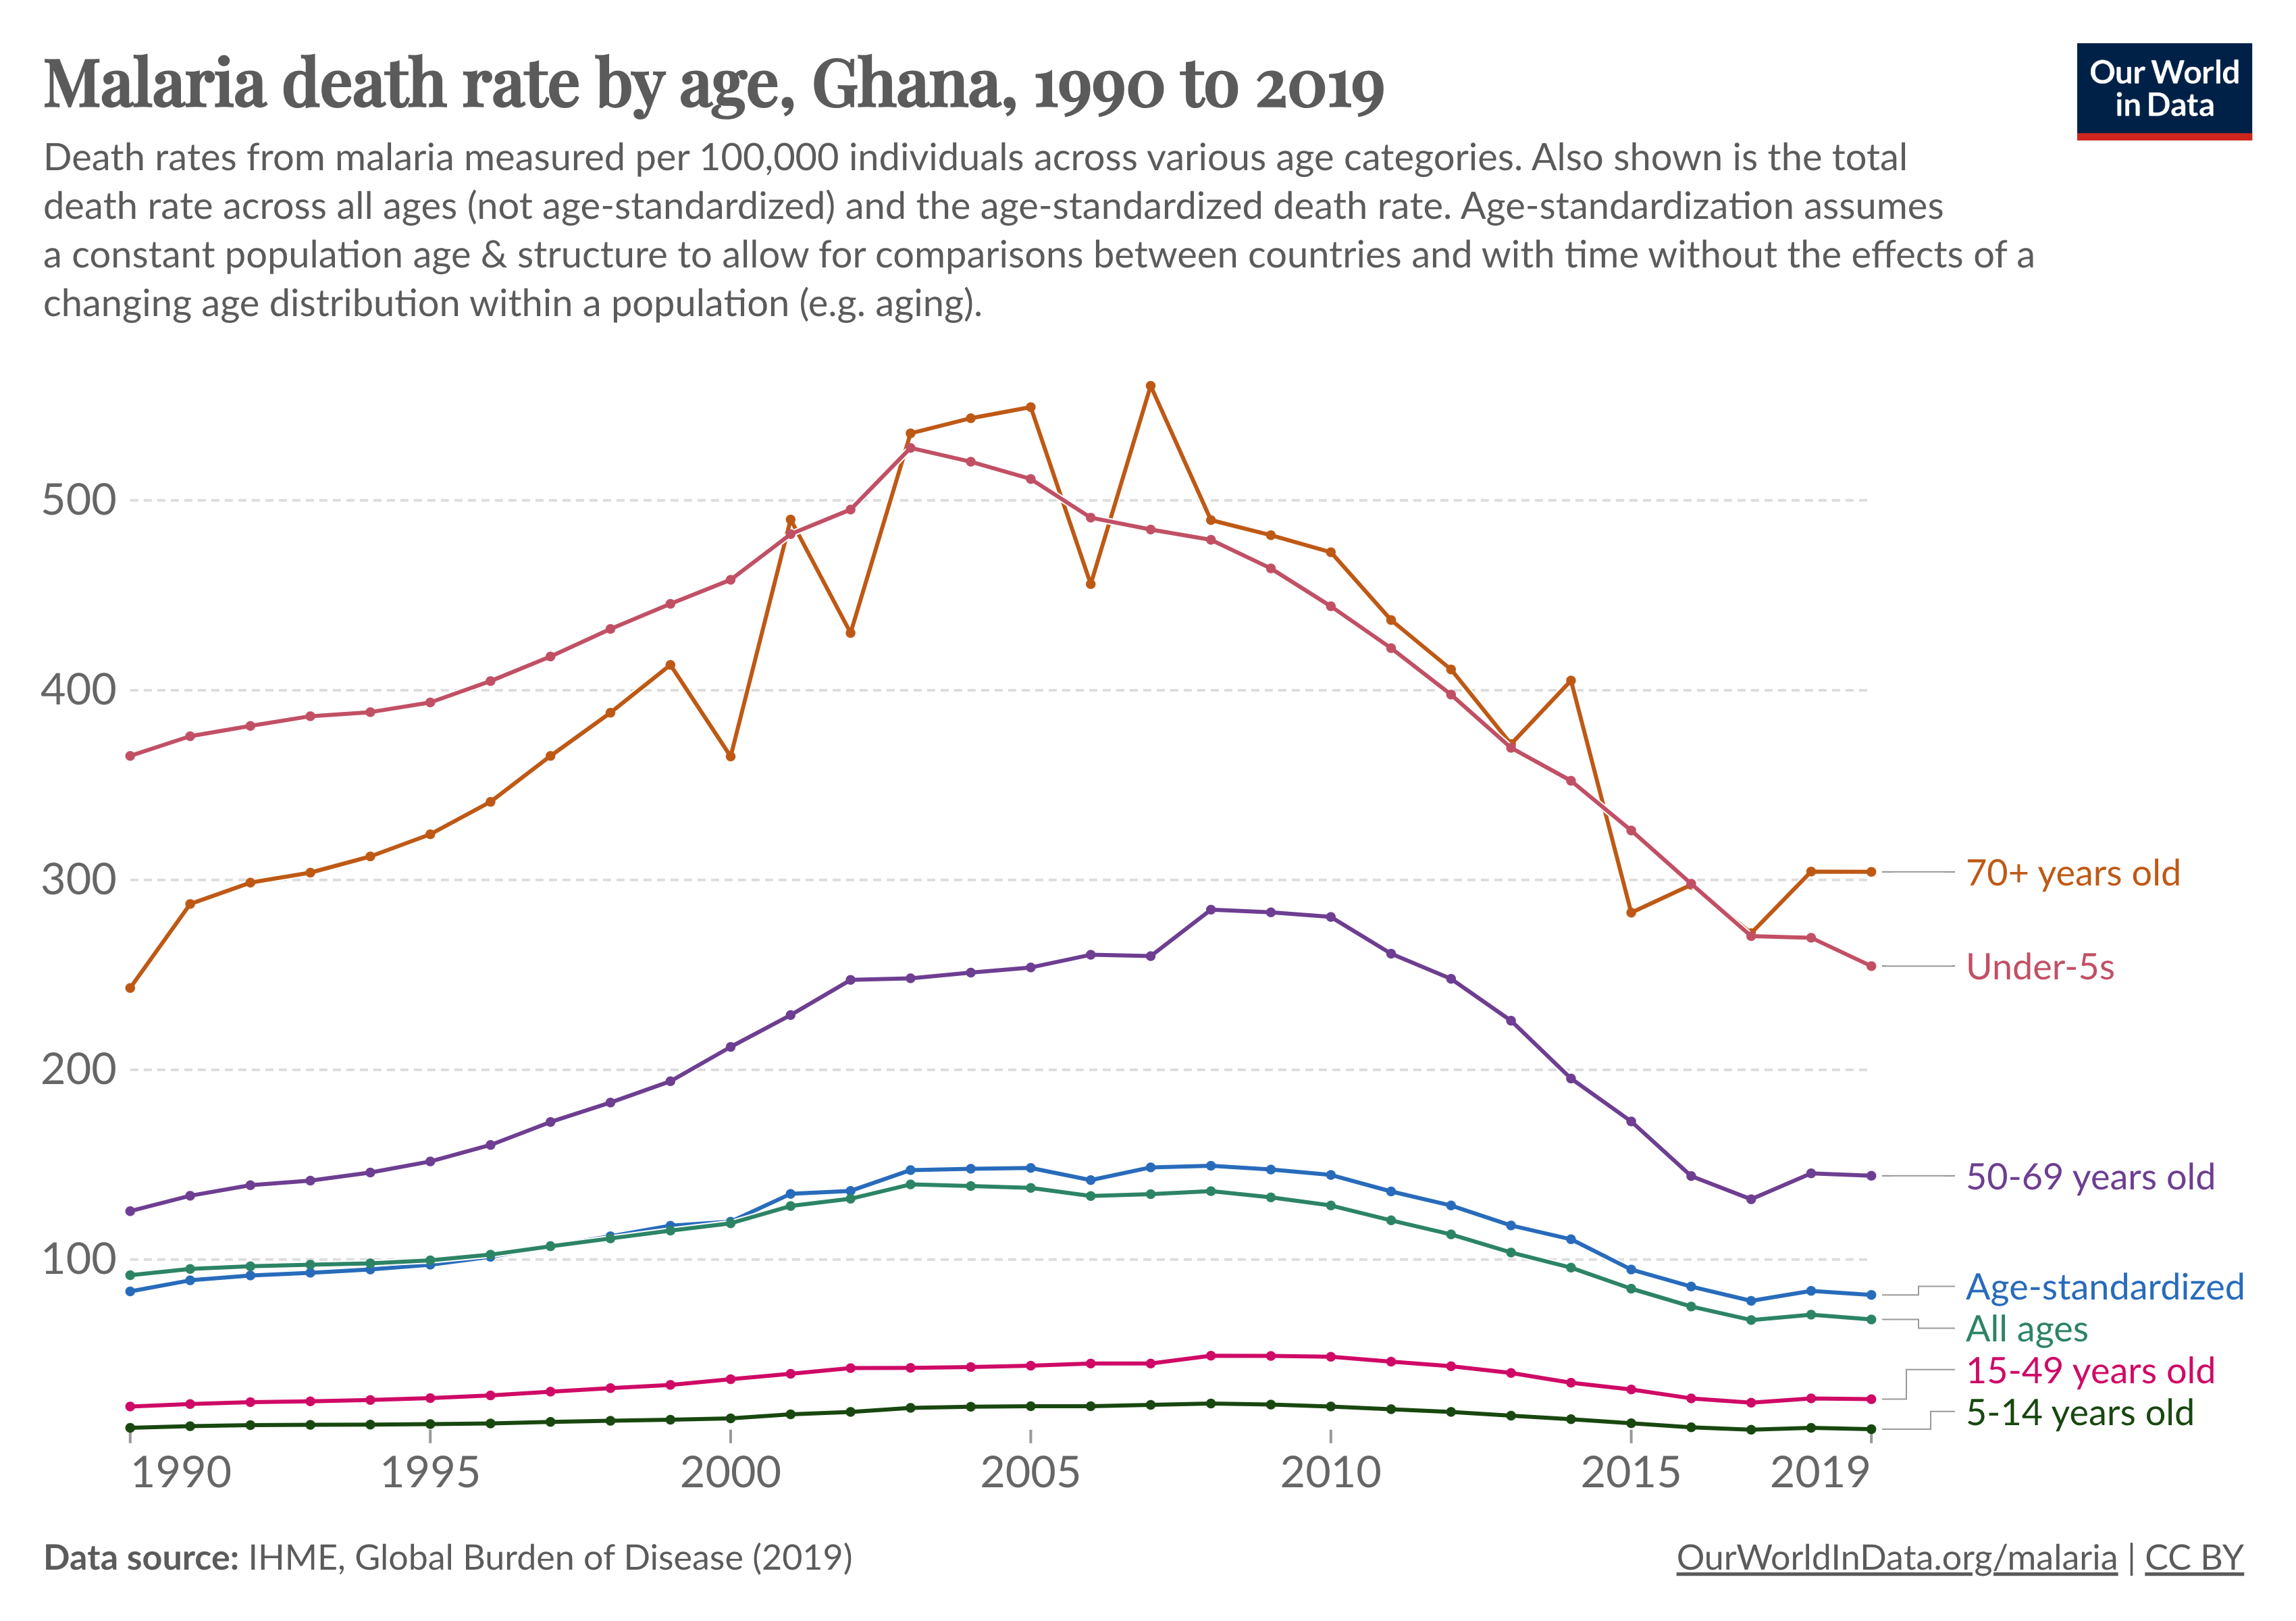 Malaria death rate by age, Ghana, 1990 to 2019
Our World
in Data
Death rates from malaria measured per 100,000 individuals across various age categories. Also shown is the total
death rate across all ages (not age-standardized) and the age-standardized death rate. Age-standardization assumes
a constant population age & structure to allow for comparisons between countries and with time without the effects of a
changing age distribution within a population (e.g. aging).
500
400
300
200
100
70+ years old
Under-5s
50-69 years old
Age-standardized
All ages
15-49 years old
5-14 years old
1990 1995 2000 2005 2010 2015 2019
Data source: IHME, Global Burden of Disease (2019)
OurWorldInData.org/malaria | CC BY